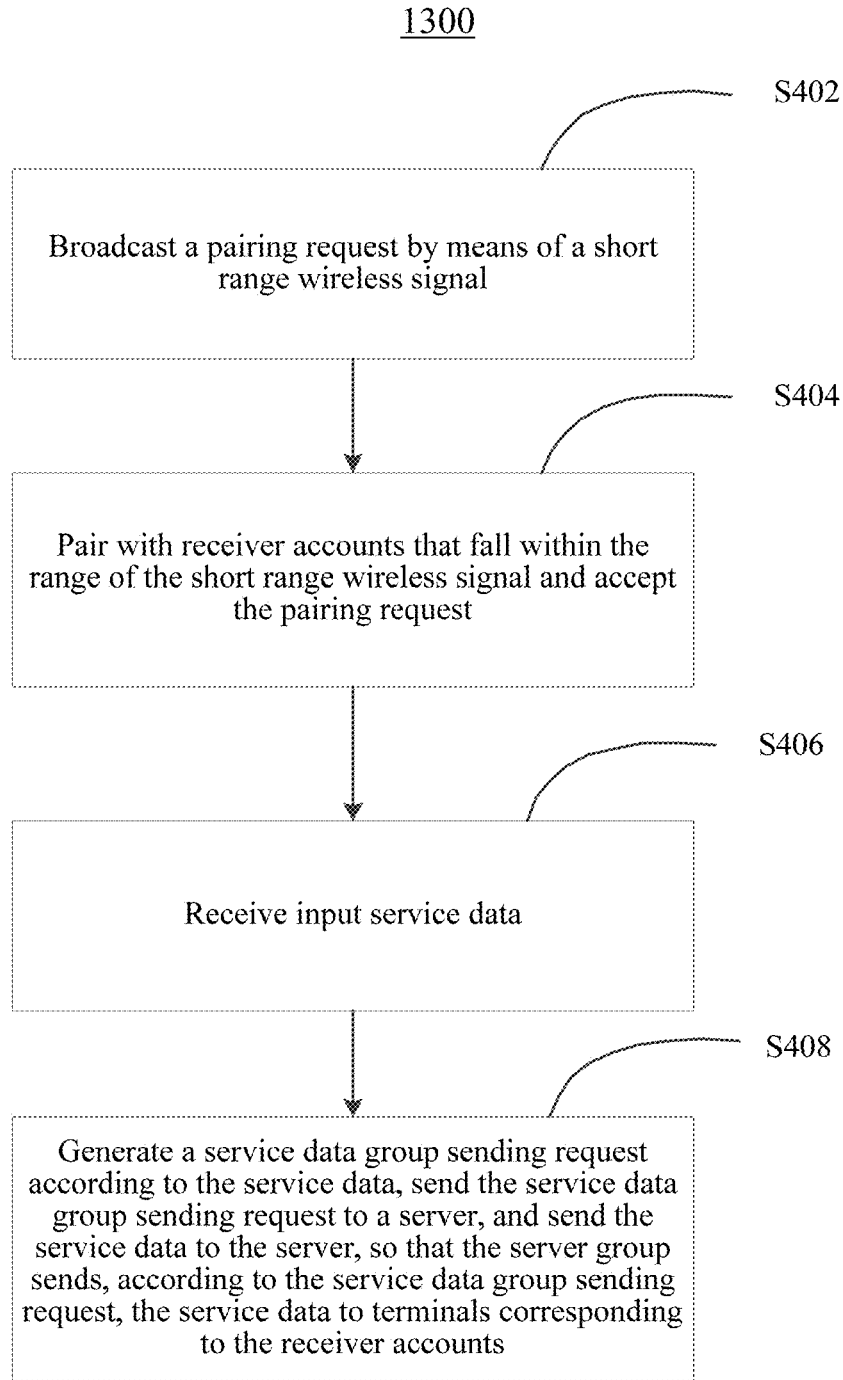 1300
S402
Broadcast a pairing request by means of a short
range wireless signal
S404
Pair with receiver accounts that fall within the
range of the short range wireless signal and accept
the pairing request
S406
Receive input service data
S408
Generate a service data group sending request
according to the service data, send the service data
group sending request to a server, and send the
service data to the server, so that the server group
sends, according to the service data group sending
request, the service data to terminals corresponding
to the receiver accounts